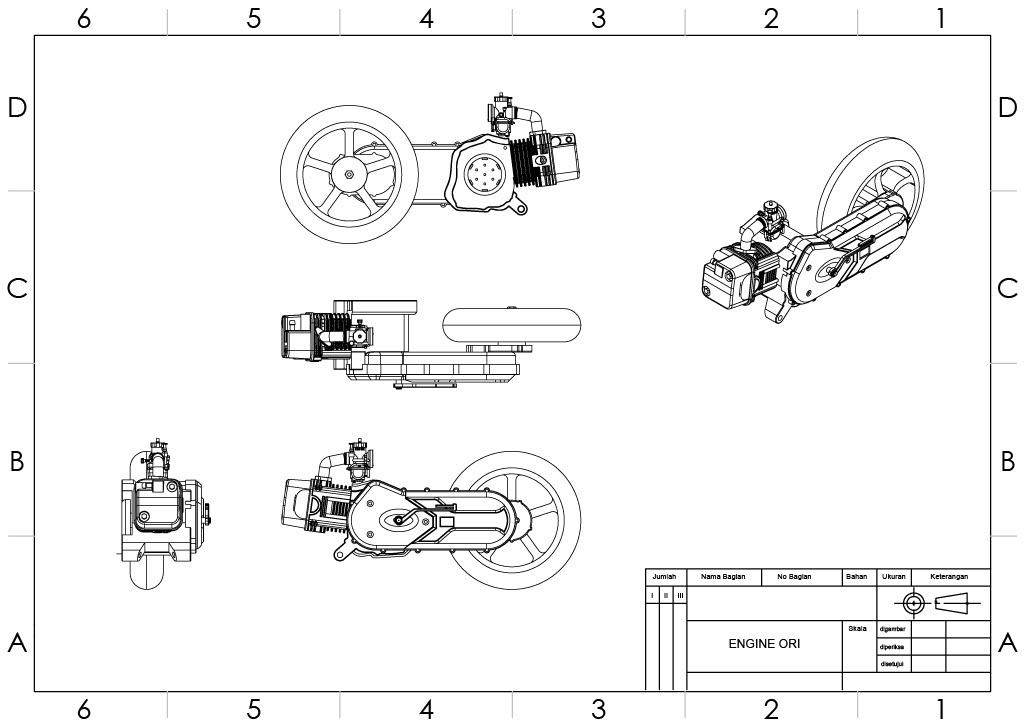 6 5 4 3 2 1
D D
C C
B B
Jumlah Nama Bagian No Bagian Bahan Ukuran Keterangan
I II III
Skala digambar
A ENGINE ORI diperiksa A
disetujui
6 5 4 3 2 1